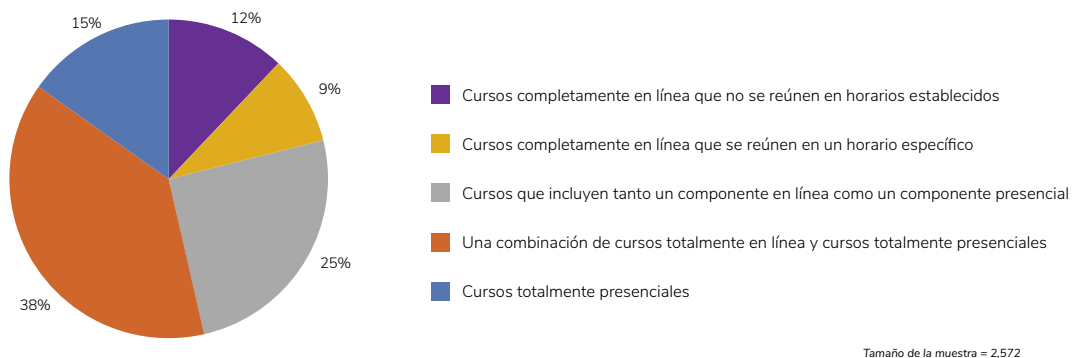 15%
12%
9%
25%
38%
Cursos completamente en línea que no se reúnen en horarios establecidos
Cursos completamente en línea que se reúnen en un horario específico
Cursos que incluyen tanto un componente en línea como un componente presencial
Una combinación de cursos totalmente en línea y cursos totalmente presenciales
Cursos totalmente presenciales
Tamaño de la muestra = 2,572